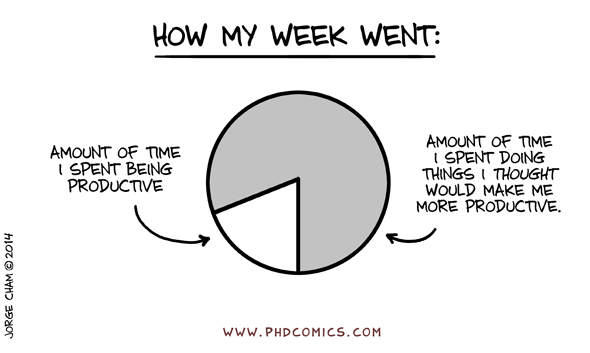 HOW MY WEEK WENT:
AMOUNT OF TIME
I SPENT BEING
PRODUCTIVE
AMOUNT OF TIME
I SPENT DOING
THINGS I THOUGHT
WOULD MAKE ME
MORE PRODUCTIVE.
JORGE CHAM © 2014
WWW.PHDCOMICS.COM